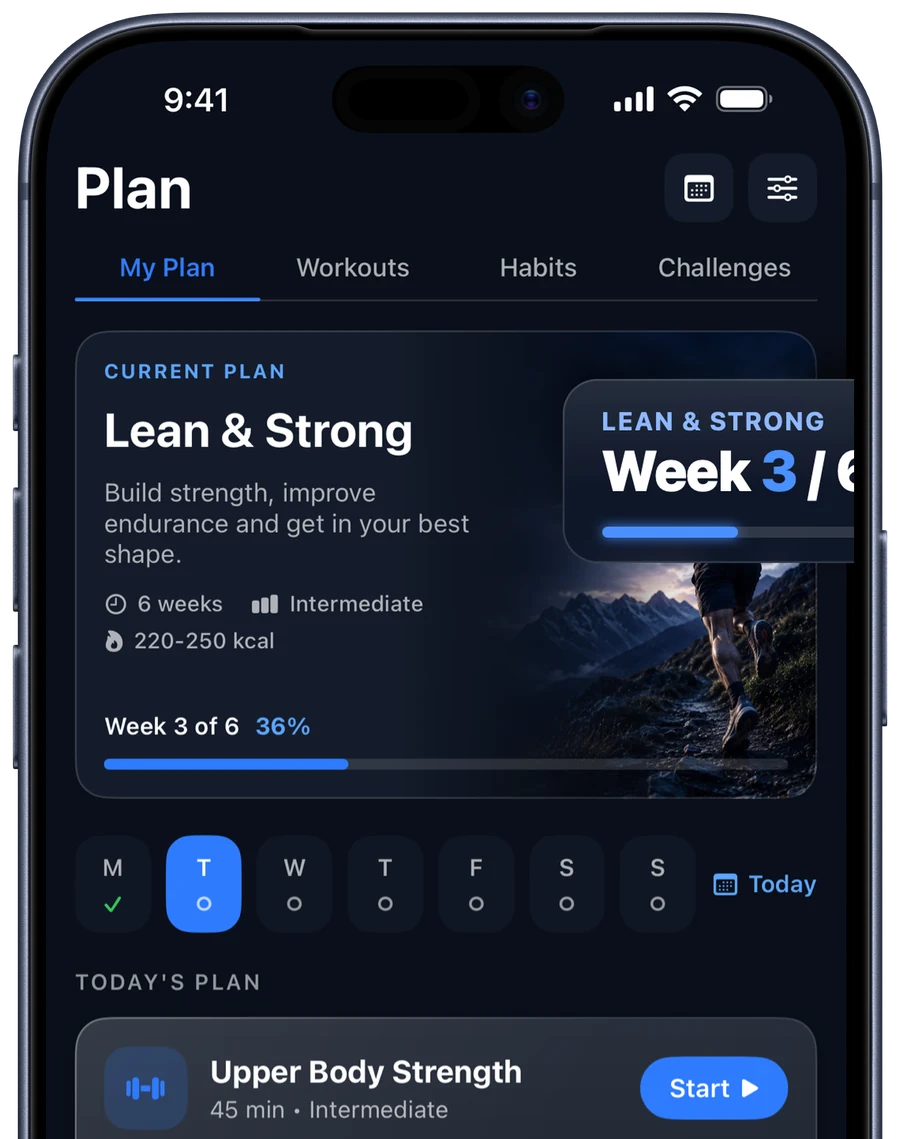 9:41
Plan
My Plan Workouts Habits Challenges
CURRENT PLAN
Lean & Strong
Build strength, improve
endurance and get in your best
shape.
6 weeks Intermediate
220-250 kcal
Week 3 of 6 36%
LEAN & STRONG
Week 3 / 6
M T W T F S S
Today
TODAY'S PLAN
Upper Body Strength
45 min • Intermediate
Start